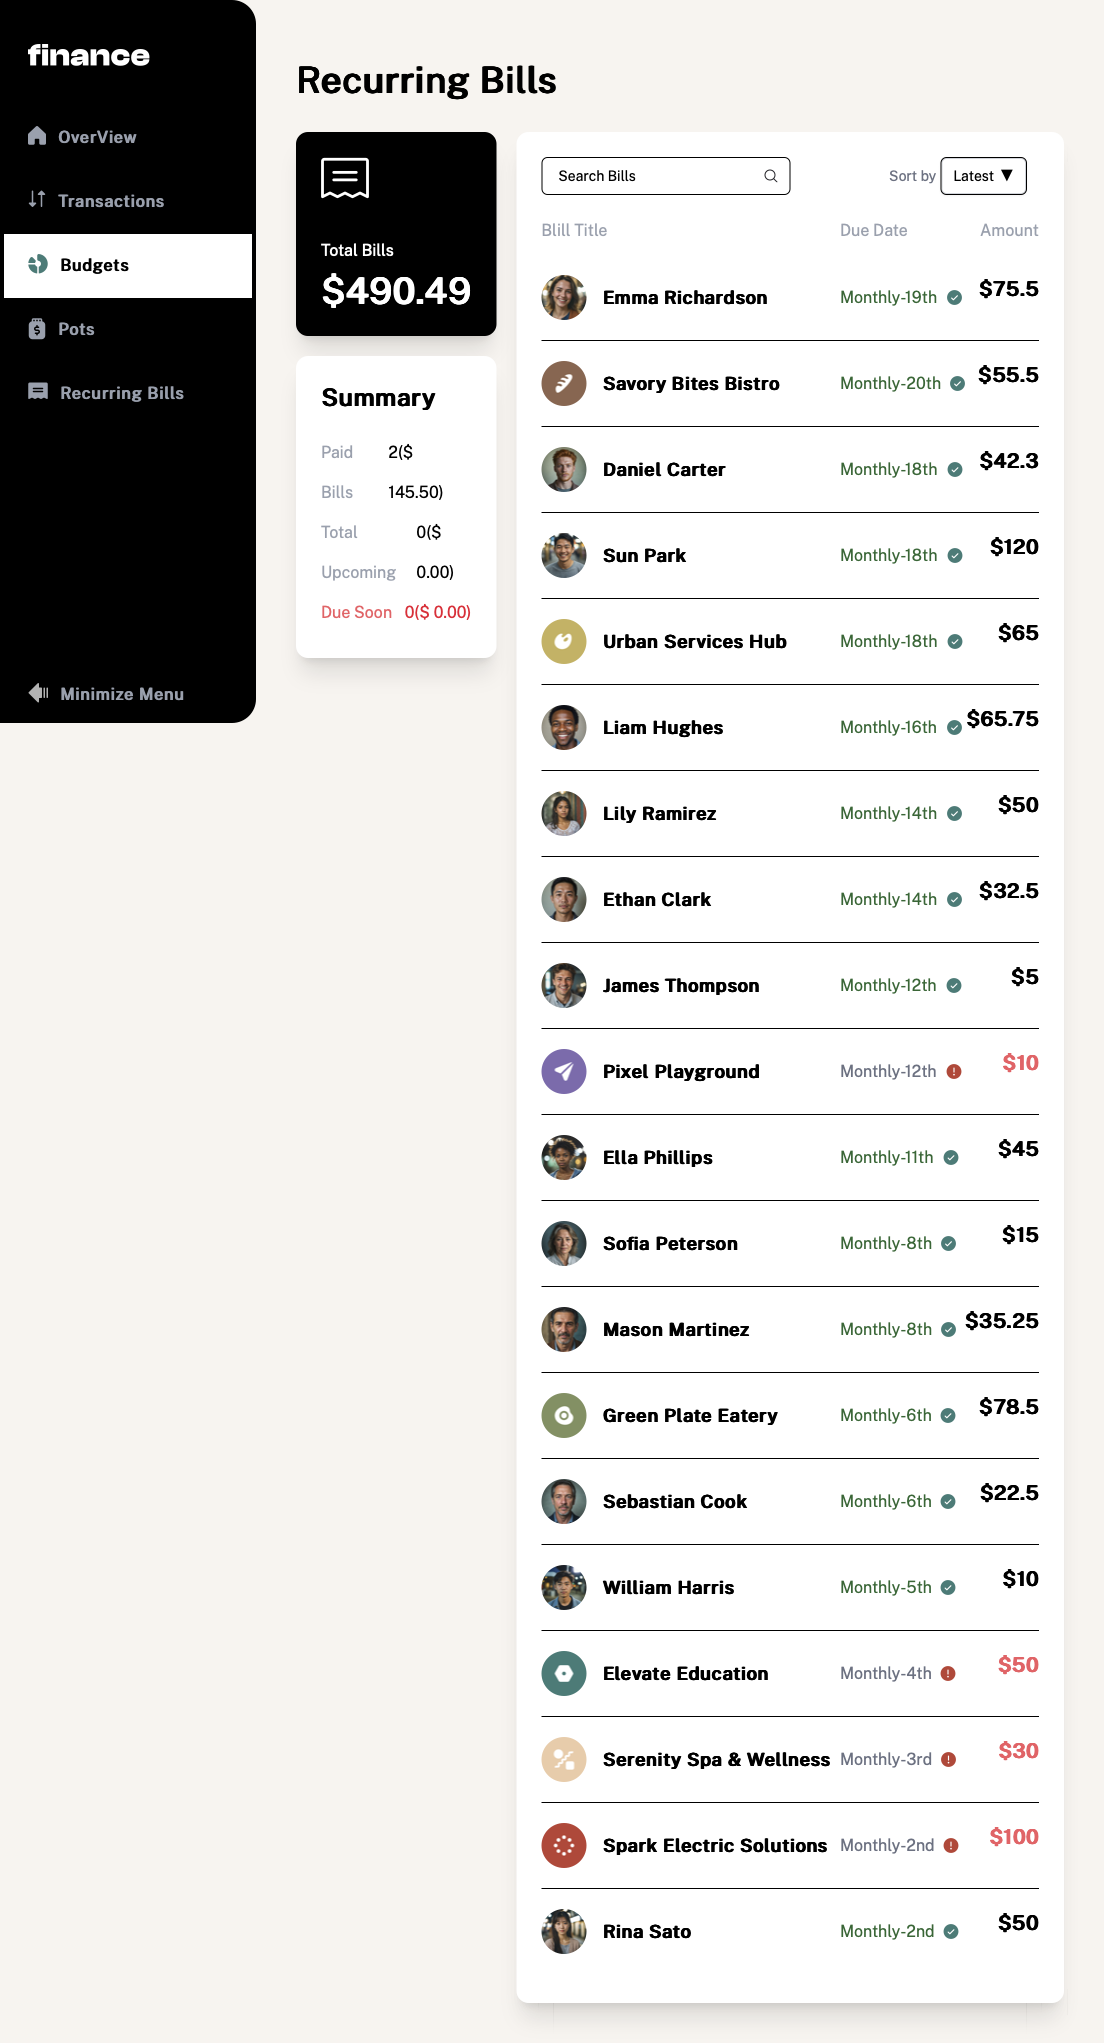 finance
OverView
Transactions
Budgets
Pots
Recurring Bills
Minimize Menu
Recurring Bills
Total Bills
$490.49
Summary
Paid Bills 2($ 145.50)
Total Upcoming 0($ 0.00)
Due Soon 0($ 0.00)
Search Bills
Sort by Latest ▼
Blill Title Due Date Amount
Emma Richardson Monthly-19th $75.5
Savory Bites Bistro Monthly-20th $55.5
Daniel Carter Monthly-18th $42.3
Sun Park Monthly-18th $120
Urban Services Hub Monthly-18th $65
Liam Hughes Monthly-16th $65.75
Lily Ramirez Monthly-14th $50
Ethan Clark Monthly-14th $32.5
James Thompson Monthly-12th $5
Pixel Playground Monthly-12th $10
Ella Phillips Monthly-11th $45
Sofia Peterson Monthly-8th $15
Mason Martinez Monthly-8th $35.25
Green Plate Eatery Monthly-6th $78.5
Sebastian Cook Monthly-6th $22.5
William Harris Monthly-5th $10
Elevate Education Monthly-4th $50
Serenity Spa & Wellness Monthly-3rd $30
Spark Electric Solutions Monthly-2nd $100
Rina Sato Monthly-2nd $50